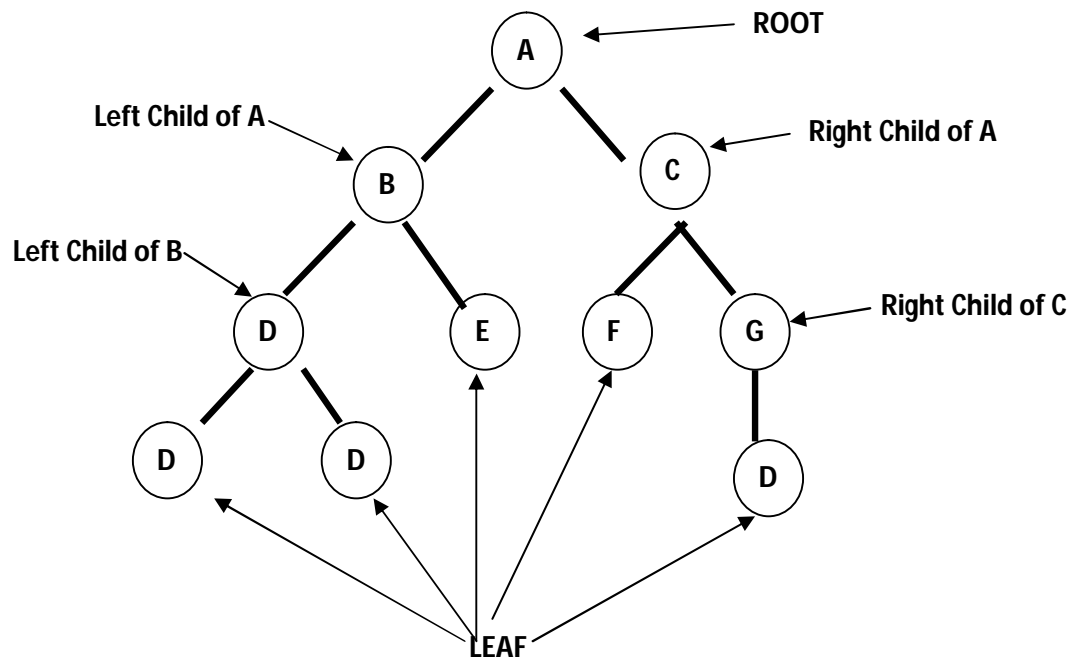 ROOT
A
Left Child of A
Right Child of A
B
C
Left Child of B
D
E
F
G
Right Child of C
D
D
D
LEAF